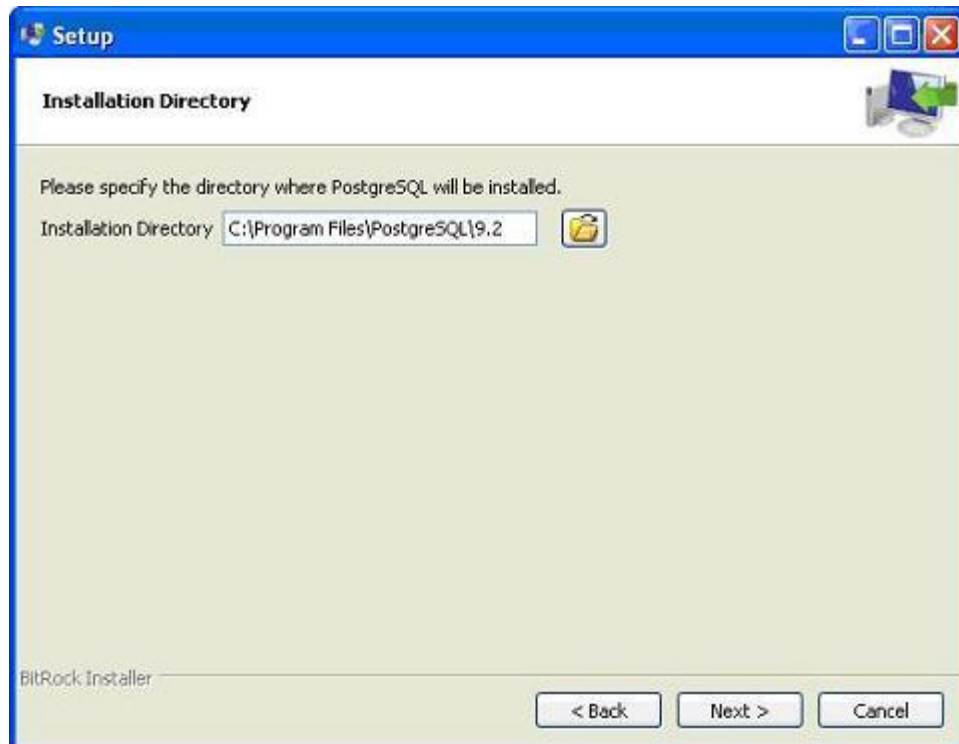 Setup
Installation Directory
Please specify the directory where PostgreSQL will be installed.
Installation Directory C:\Program Files\PostgreSQL\9.2
BitRock Installer
< Back Next > Cancel